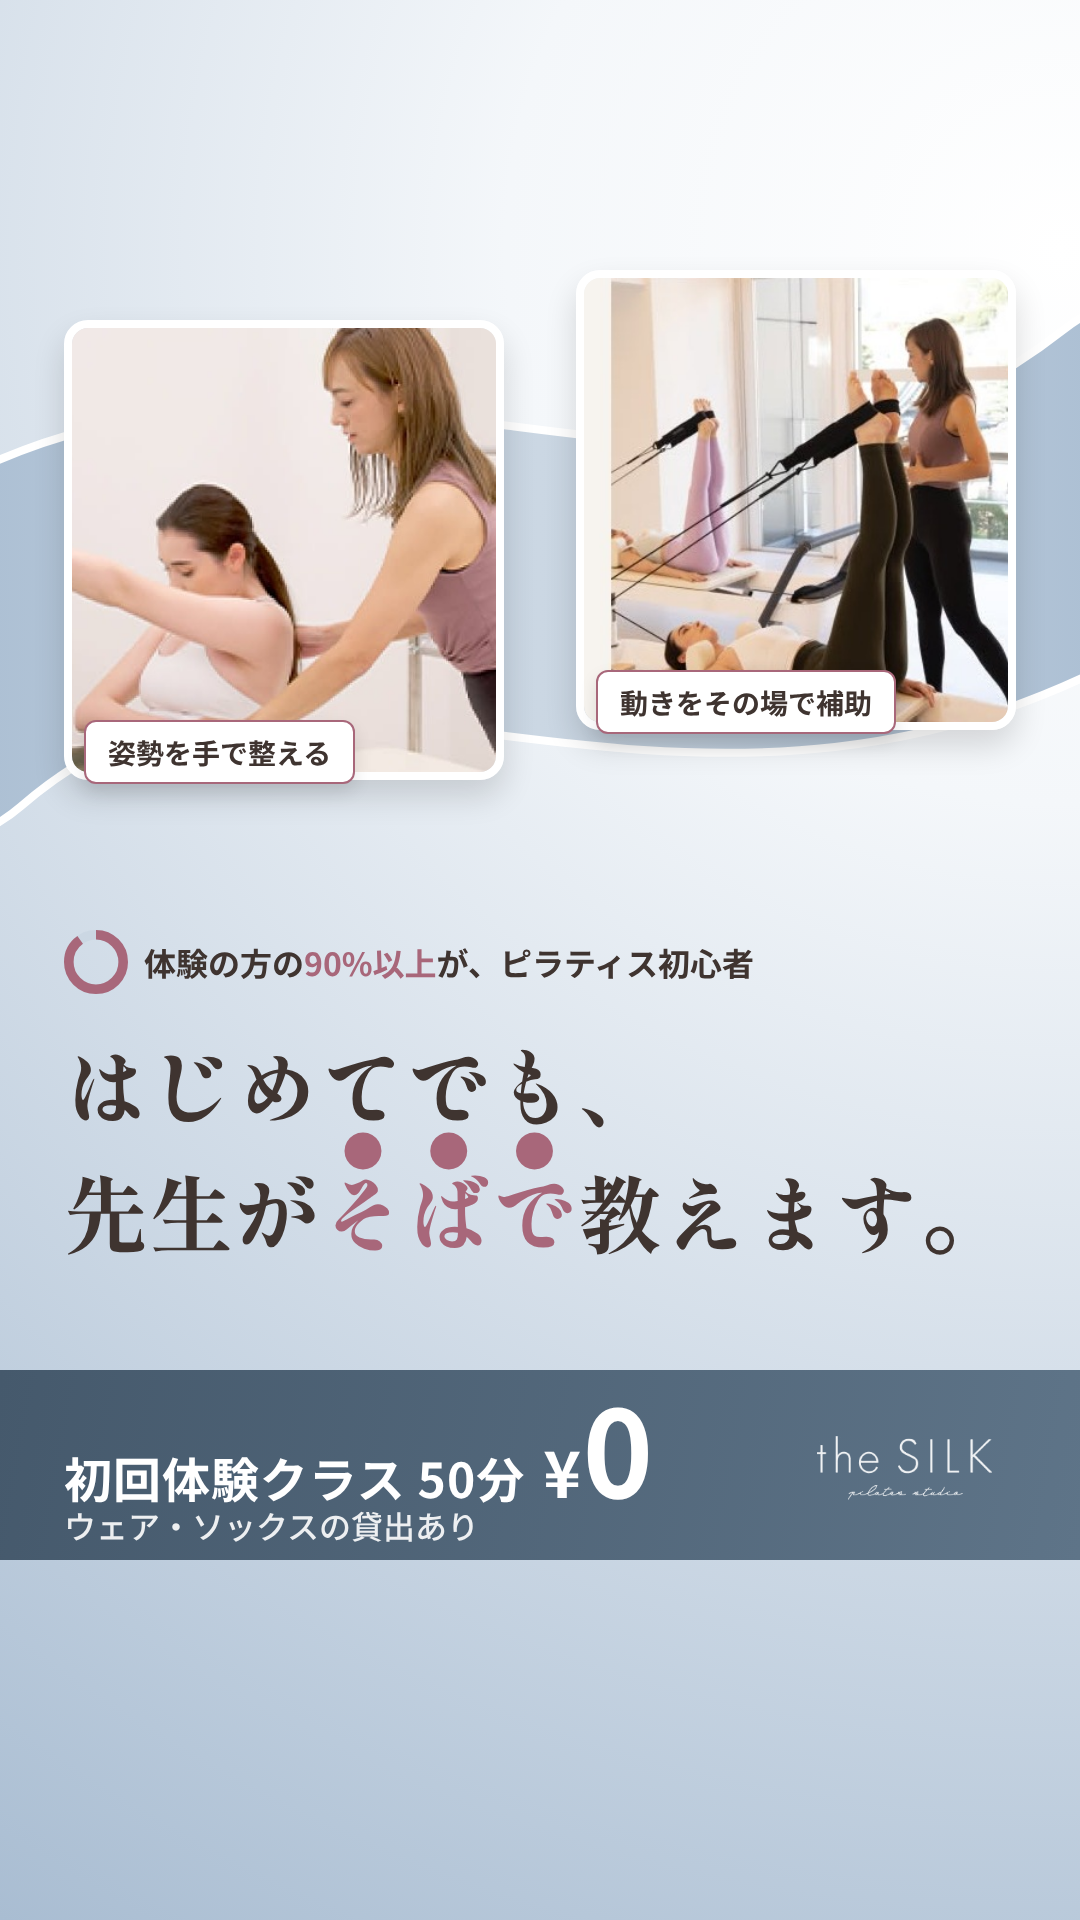 姿勢を手で整える
動きをその場で補助
体験の方の90%以上が、ピラティス初心者
はじめてでも、
先生がそばで教えます。
初回体験クラス 50分 ¥0
ウェア・ソックスの貸出あり
the SILK
pilates studio